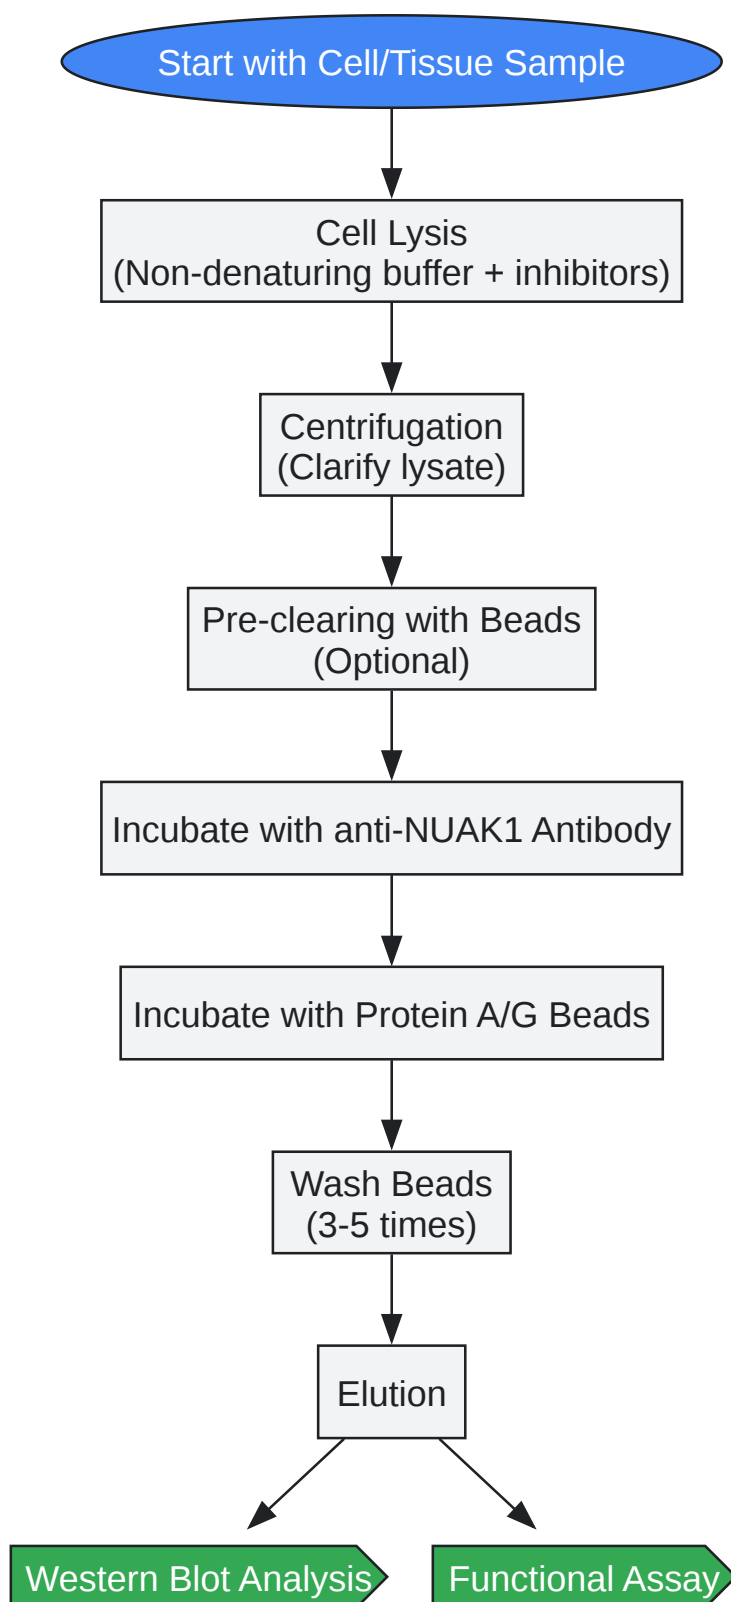 Start with Cell/Tissue Sample
Cell Lysis
(Non-denaturing buffer + inhibitors)
Centrifugation
(Clarify lysate)
Pre-clearing with Beads
(Optional)
Incubate with anti-NUAK1 Antibody
Incubate with Protein A/G Beads
Wash Beads
(3-5 times)
Elution
Western Blot Analysis
Functional Assay